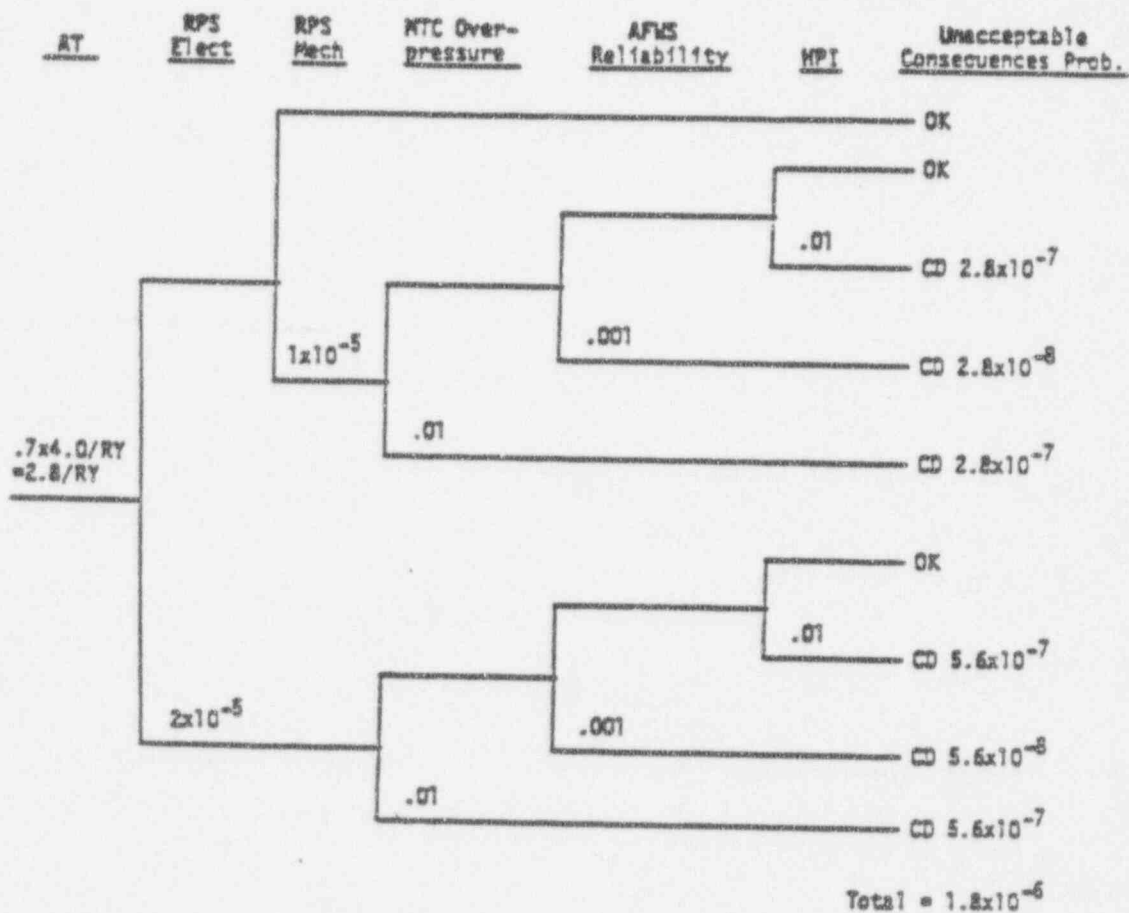 AT RPS Elect RPS Mech MTC Over-pressure AFWS Reliability HPI Unacceptable Consequences Prob.
OK
OK
.01
CD 2.8x10⁻⁷
.001
1x10⁻⁵
CD 2.8x10⁻⁸
.01
.7x4.0/RY
=2.8/RY
CD 2.8x10⁻⁷
OK
.01
CD 5.6x10⁻⁷
2x10⁻⁵
.001
CD 5.6x10⁻⁸
.01
CD 5.6x10⁻⁷
Total = 1.8x10⁻⁶